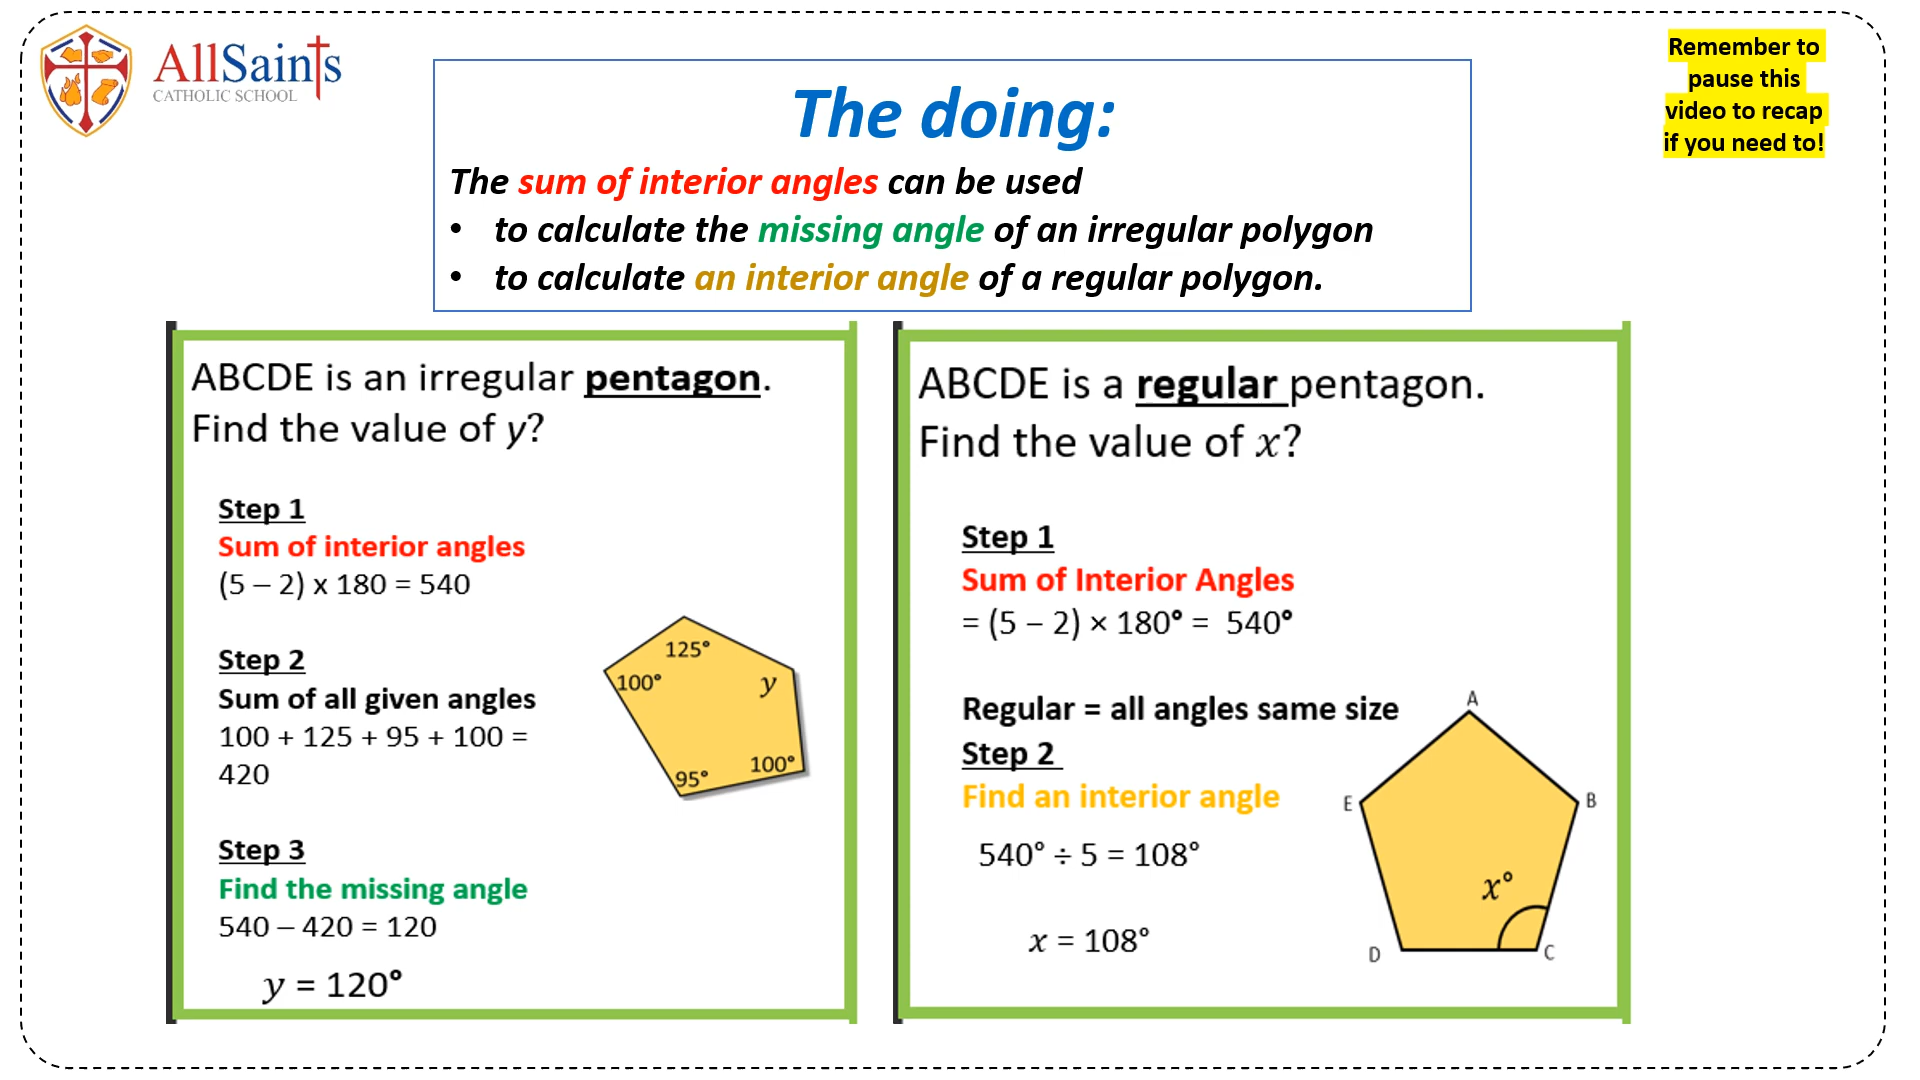 AllSaints
CATHOLIC SCHOOL
The doing:
Remember to
pause this
video to recap
if you need to!
The sum of interior angles can be used
• to calculate the missing angle of an irregular polygon
• to calculate an interior angle of a regular polygon.
ABCDE is an irregular pentagon.
Find the value of y?
Step 1
Sum of interior angles
(5 – 2) x 180 = 540
Step 2
Sum of all given angles
100 + 125 + 95 + 100 =
420
Step 3
Find the missing angle
540 – 420 = 120
y = 120°
125°
100°
y
95°
100°
ABCDE is a regular pentagon.
Find the value of x?
Step 1
Sum of Interior Angles
= (5 – 2) × 180° = 540°
Regular = all angles same size
Step 2
Find an interior angle
540° ÷ 5 = 108°
x = 108°
A
E
B
x°
D
C